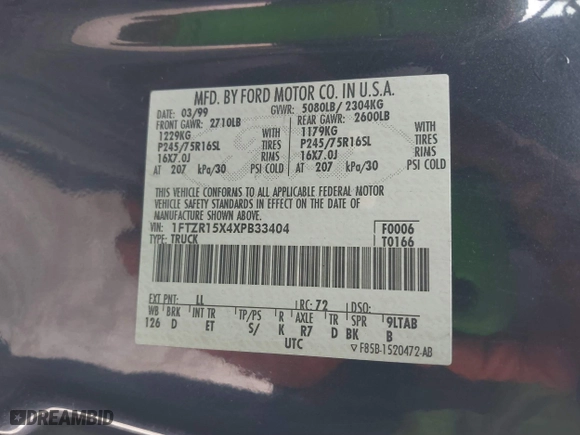 MFD. BY FORD MOTOR CO. IN U.S.A.
DATE: 03/99 GVWR: 5080LB/ 2304KG
FRONT GAWR: 2710LB REAR GAWR: 2600LB
1229KG WITH 1179KG WITH
P245/75R16SL TIRES P245/75R16SL TIRES
16X7.0J RIMS 16X7.0J RIMS
AT 207 kPa/30 PSI COLD AT 207 kPa/30 PSI COLD
THIS VEHICLE CONFORMS TO ALL APPLICABLE FEDERAL MOTOR
VEHICLE SAFETY STANDARDS IN EFFECT ON THE DATE OF
MANUFACTURE SHOWN ABOVE.
VIN: 1FTZR15X4XPB33404 F0006
TYPE: TRUCK T0166
EXT PNT: LL RC: 72 DSO:
WB BRK INT TR TP/PS R AXLE TR SPR 9LTAB
126 D ET S/ K R7 D BK B
UTC F85B-1520472-AB
DREAMBID